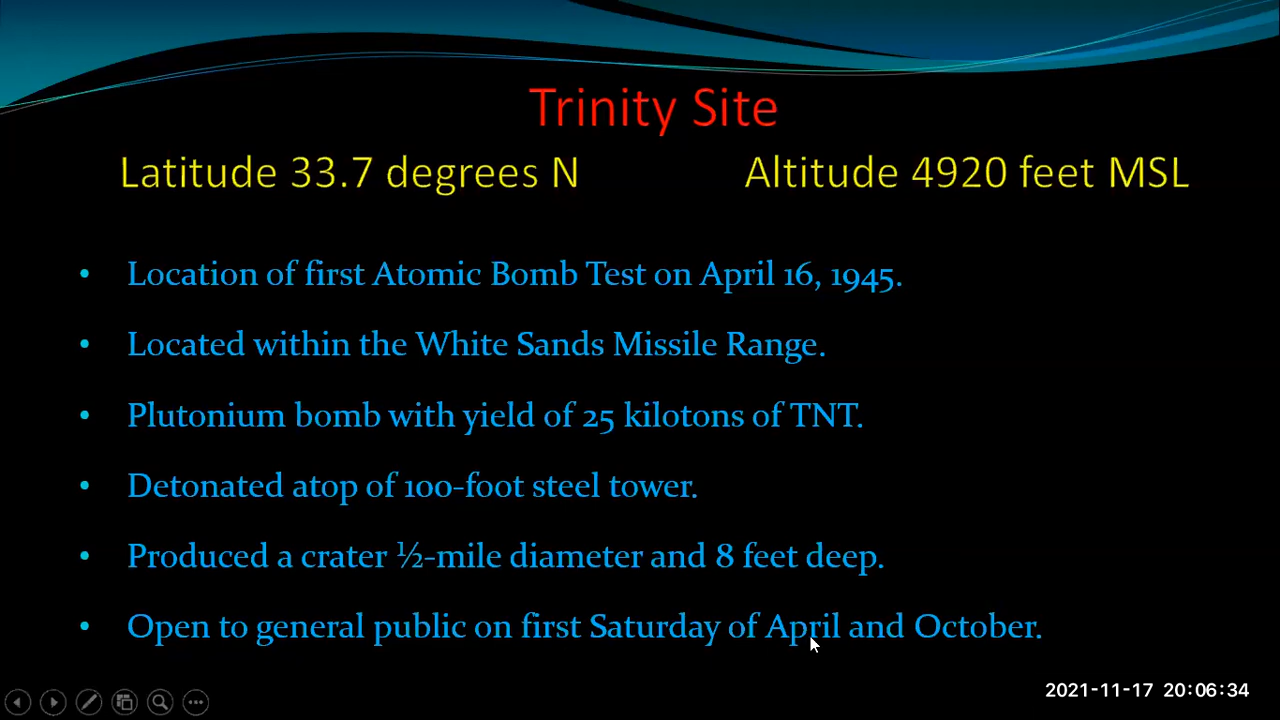 Trinity Site
Latitude 33.7 degrees N Altitude 4920 feet MSL
• Location of first Atomic Bomb Test on April 16, 1945.
• Located within the White Sands Missile Range.
• Plutonium bomb with yield of 25 kilotons of TNT.
• Detonated atop of 100-foot steel tower.
• Produced a crater ½-mile diameter and 8 feet deep.
• Open to general public on first Saturday of April and October.
2021-11-17 20:06:34